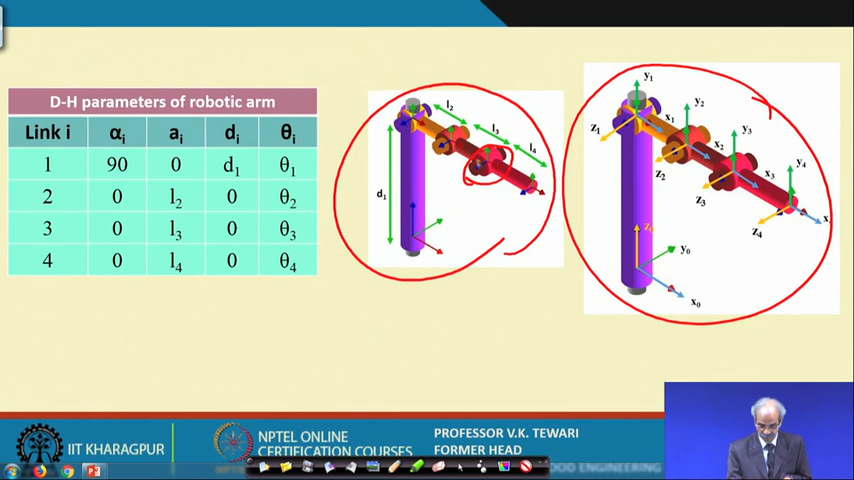 D-H parameters of robotic arm
Link i αi ai di θi
1 90 0 d1 θ1
2 0 l2 0 θ2
3 0 l3 0 θ3
4 0 l4 0 θ4
l2
l3
l4
d1
y1
z1
x1
y2
z2
x2
y3
z3
x3
y4
z4
x
z0
y0
x0
IIT KHARAGPUR
NPTEL ONLINE
CERTIFICATION COURSES
PROFESSOR V.K. TEWARI
FORMER HEAD
OOD ENGINEERING